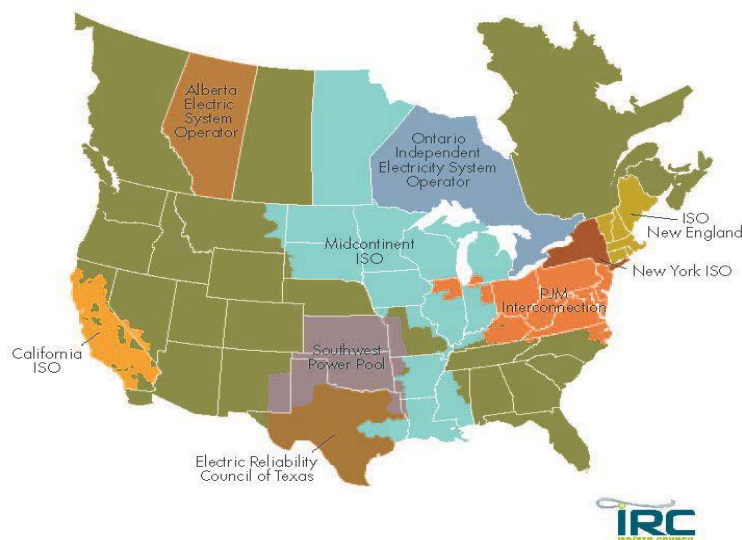 Alberta
Electric
System
Operator
Ontario
Independent
Electricity System
Operator
ISO
New England
Midcontinent
ISO
New York ISO
PJM
Interconnection
California
ISO
Southwest
Power Pool
Electric Reliability
Council of Texas
IRC